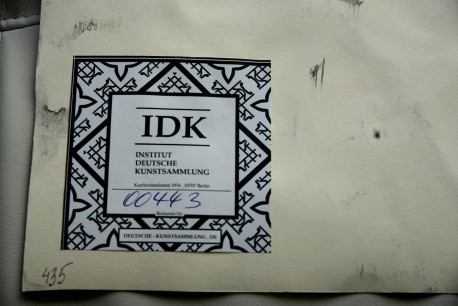 IDK
INSTITUT
DEUTSCHE
KUNSTSAMMLUNG
00443
DEUTSCHE - KUNSTSAMMLUNG . DE
435